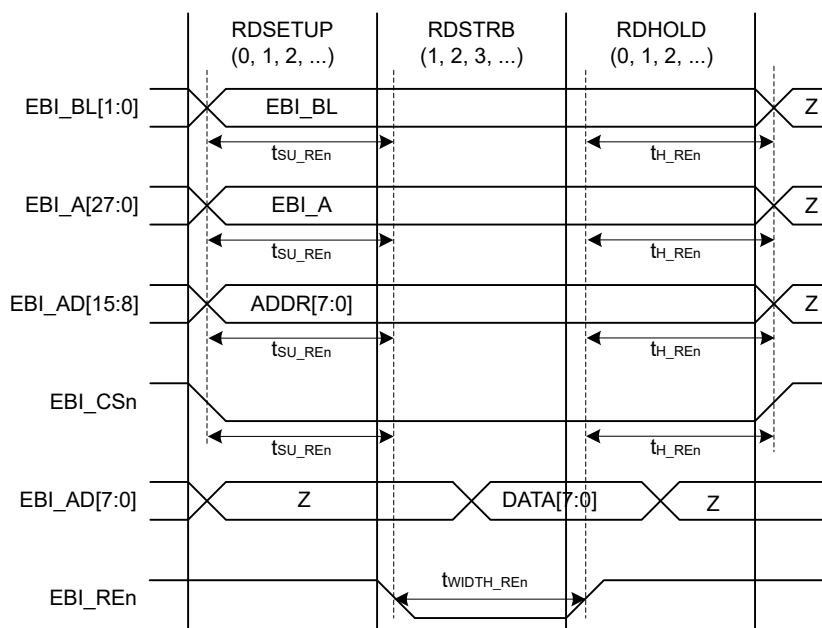 RDSETUP RDSTRB RDHOLD
(0, 1, 2, ...) (1, 2, 3, ...) (0, 1, 2, ...)
EBI_BL[1:0] EBI_BL Z
tSU_REn tH_REn
EBI_A[27:0] EBI_A Z
tSU_REn tH_REn
EBI_AD[15:8] ADDR[7:0] Z
tSU_REn tH_REn
EBI_CSn
tSU_REn tH_REn
EBI_AD[7:0] Z DATA[7:0] Z
tWIDTH_REn
EBI_REn